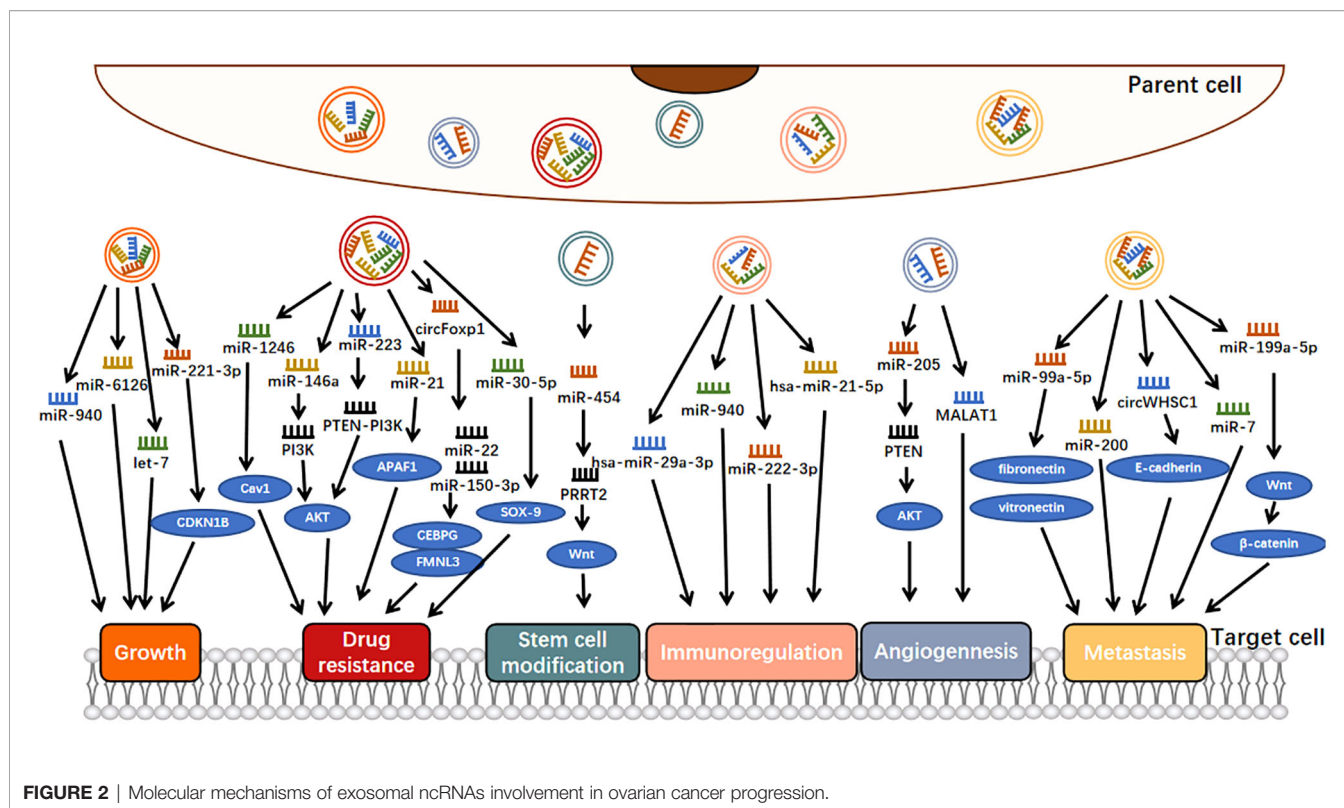 Parent cell
miR-940
miR-6126
let-7
miR-221-3p
CDKN1B
miR-1246
Cav1
miR-146a
PI3K
AKT
miR-223
PTEN-PI3K
miR-21
APAF1
circFoxp1
miR-22
miR-150-3p
CEBPG
FMNL3
miR-30-5p
SOX-9
miR-454
PRRT2
Wnt
hsa-miR-29a-3p
miR-940
miR-222-3p
hsa-miR-21-5p
miR-205
PTEN
AKT
MALAT1
miR-99a-5p
fibronectin
vitronectin
miR-200
circWHSC1
E-cadherin
miR-7
miR-199a-5p
Wnt
β-catenin
Growth
Drug
resistance
Stem cell
modification
Immunoregulation
Angiogennesis
Metastasis
Target cell
FIGURE 2 | Molecular mechanisms of exosomal ncRNAs involvement in ovarian cancer progression.